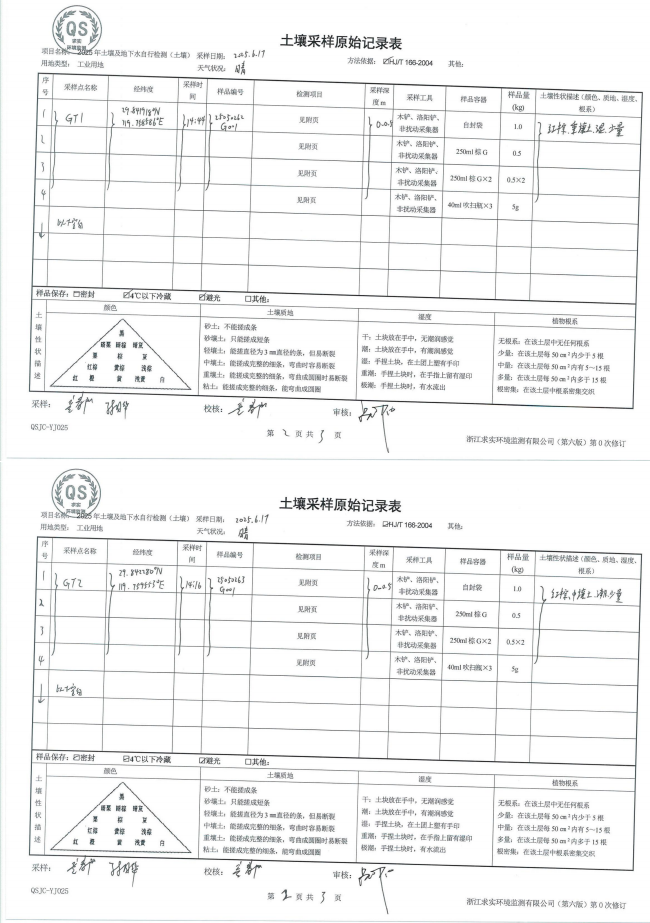 QS
求实
环境监测
土壤采样原始记录表
项目名称：2025年土壤及地下水自行检测（土壤） 采样日期：2025.6.17 方法依据：☑HJ/T 166-2004 其他：
用地类型：工业用地 天气状况：晴
序号 采样点名称 经纬度 采样时间 样品编号 检测项目 采样深度m 采样工具 样品容器 样品量(kg) 土壤性状描述（颜色、质地、湿度、根系）
1 GT1 14:44 25050262 G001 见附页 0-0.5 木铲、洛阳铲、非扰动采集器 自封袋 1.0 红棕、重壤土、湿、少量
2 见附页 木铲、洛阳铲、非扰动采集器 250ml棕G 0.5
3 见附页 木铲、洛阳铲、非扰动采集器 250ml棕G×2 0.5×2
4 见附页 木铲、洛阳铲、非扰动采集器 40ml吹扫瓶×3 5g
↓ 以下空白
样品保存：☐密封 ☑4℃以下冷藏 ☑避光 ☐其他：
土壤性状描述 颜色 土壤质地 湿度 植物根系
黑
暗栗 暗棕 暗灰
栗 棕 灰
红棕 黄棕 浅棕
红 橙 黄 浅黄 白
砂土：不能搓成条
砂壤土：只能搓成短条
轻壤土：能搓直径为3㎜直径的条，但易断裂
中壤土：能搓成完整的细条，弯曲时容易断裂
重壤土：能搓成完整的细条，弯曲成圆圈时易断裂
粘土：能搓成完整的细条，能弯曲成圆圈
干：土块放在手中，无潮润感觉
潮：土块放在手中，有潮润感觉
湿：手捏土块，在土团上塑有手印
重潮：手捏土块时，在手指上留有湿印
极潮：手捏土块时，有水流出
无根系：在该土层中无任何根系
少量：在该土层每50㎝²内少于5根
中量：在该土层每50㎝²内有5～15根
多量：在该土层每50㎝²内多于15根
根密集：在该土层中根系密集交织
采样： 校核： 审核：
QSJC-YJ025 第 2 页 共 3 页 浙江求实环境监测有限公司（第六版）第0次修订
QS
求实
环境监测
土壤采样原始记录表
项目名称：2025年土壤及地下水自行检测（土壤） 采样日期：2025.6.17 方法依据：☑HJ/T 166-2004 其他：
用地类型：工业用地 天气状况：晴
序号 采样点名称 经纬度 采样时间 样品编号 检测项目 采样深度m 采样工具 样品容器 样品量(kg) 土壤性状描述（颜色、质地、湿度、根系）
1 GT2 14:16 25050263 G001 见附页 0-0.5 木铲、洛阳铲、非扰动采集器 自封袋 1.0 红棕、中壤土、潮、少量
2 见附页 木铲、洛阳铲、非扰动采集器 250ml棕G 0.5
3 见附页 木铲、洛阳铲、非扰动采集器 250ml棕G×2 0.5×2
4 见附页 木铲、洛阳铲、非扰动采集器 40ml吹扫瓶×3 5g
↓ 以下空白
样品保存：☑密封 ☑4℃以下冷藏 ☑避光 ☐其他：
土壤性状描述 颜色 土壤质地 湿度 植物根系
黑
暗栗 暗棕 暗灰
栗 棕 灰
红棕 黄棕 浅棕
红 橙 黄 浅黄 白
砂土：不能搓成条
砂壤土：只能搓成短条
轻壤土：能搓直径为3㎜直径的条，但易断裂
中壤土：能搓成完整的细条，弯曲时容易断裂
重壤土：能搓成完整的细条，弯曲成圆圈时易断裂
粘土：能搓成完整的细条，能弯曲成圆圈
干：土块放在手中，无潮润感觉
潮：土块放在手中，有潮润感觉
湿：手捏土块，在土团上塑有手印
重潮：手捏土块时，在手指上留有湿印
极潮：手捏土块时，有水流出
无根系：在该土层中无任何根系
少量：在该土层每50㎝²内少于5根
中量：在该土层每50㎝²内有5～15根
多量：在该土层每50㎝²内多于15根
根密集：在该土层中根系密集交织
采样： 校核： 审核：
QSJC-YJ025 第 页 共 3 页 浙江求实环境监测有限公司（第六版）第0次修订